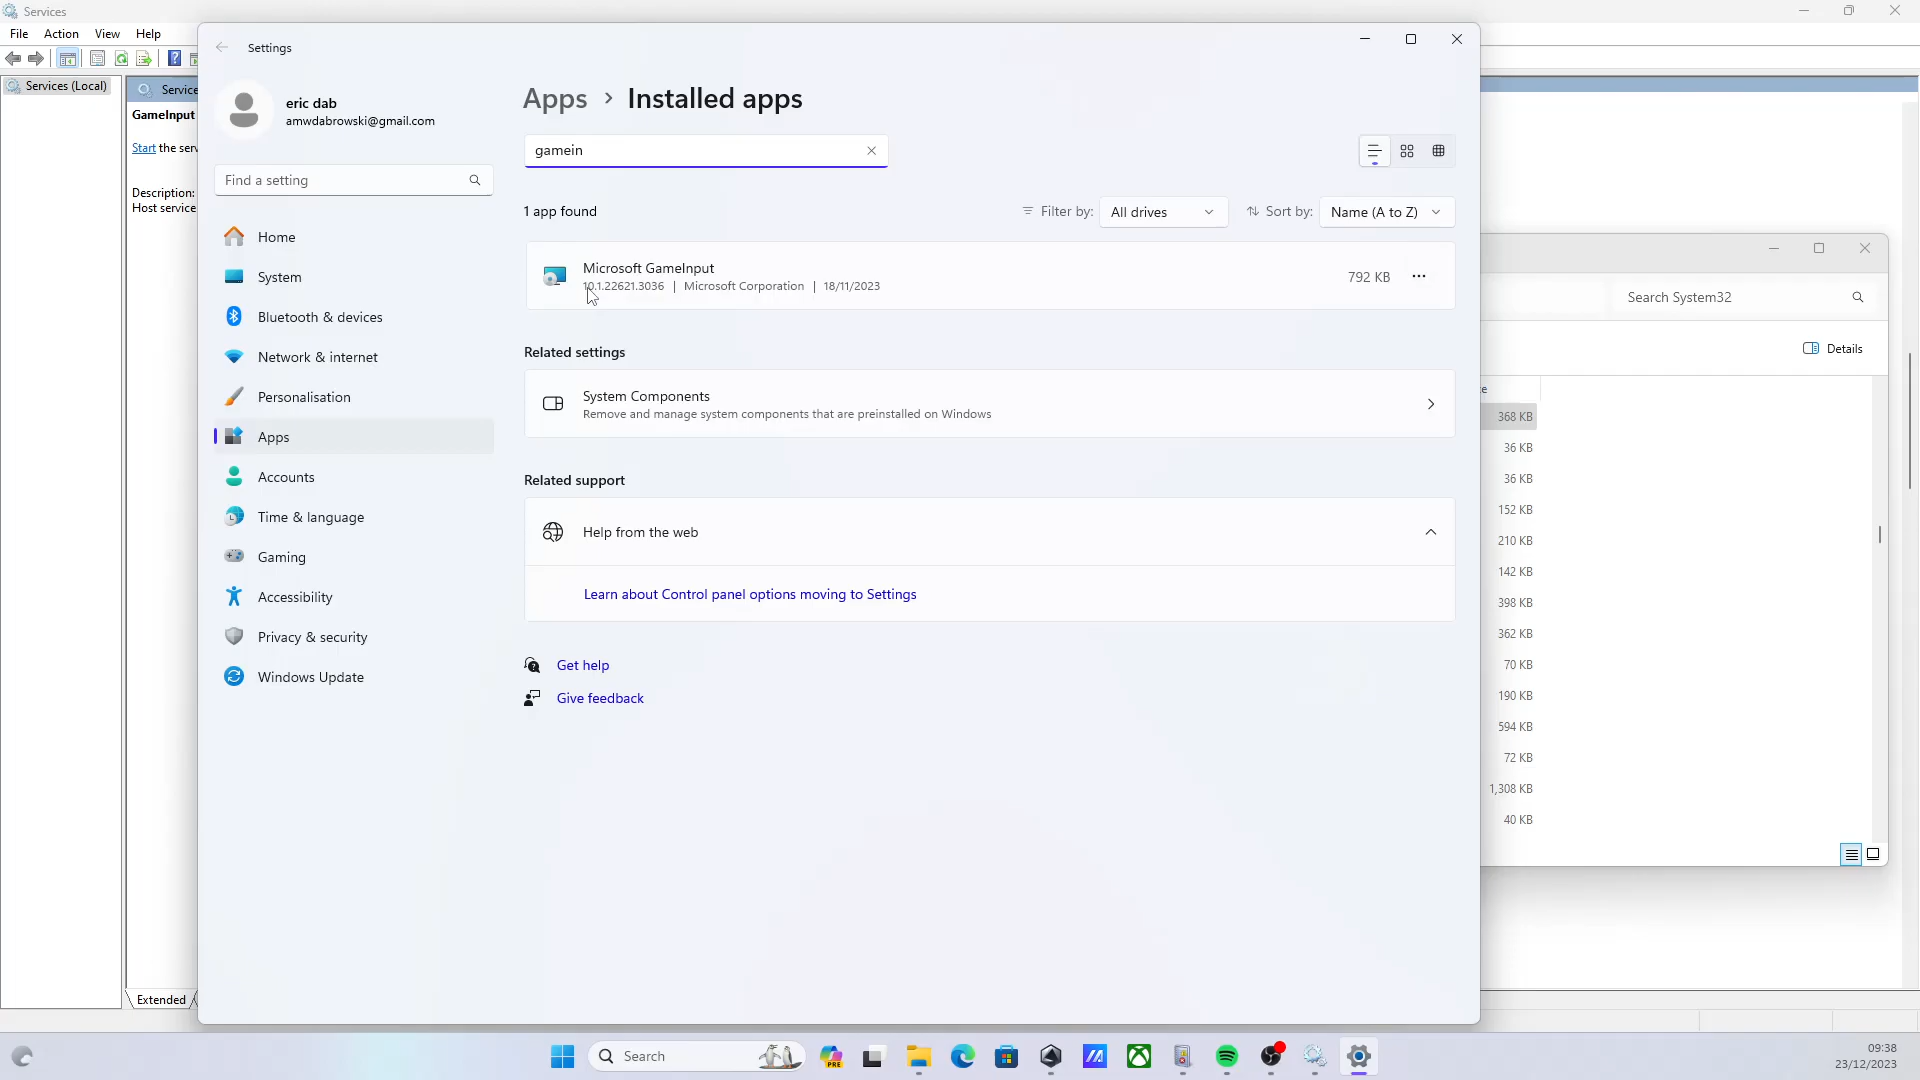 Services
File Action View Help
Services (Local)
Service
GameInput
Start the serv
Description:
Host service
Extended
Settings
eric dab
amwdabrowski@gmail.com
Find a setting
Home
System
Bluetooth & devices
Network & internet
Personalisation
Apps
Accounts
Time & language
Gaming
Accessibility
Privacy & security
Windows Update
Apps > Installed apps
gamein
1 app found
Filter by: All drives
Sort by: Name (A to Z)
Microsoft GameInput
10.1.22621.3036 | Microsoft Corporation | 18/11/2023
792 KB
Related settings
System Components
Remove and manage system components that are preinstalled on Windows
Related support
Help from the web
Learn about Control panel options moving to Settings
Get help
Give feedback
Search System32
Details
e
368 KB
36 KB
36 KB
152 KB
210 KB
142 KB
398 KB
362 KB
70 KB
190 KB
594 KB
72 KB
1,308 KB
40 KB
Search
PRE
09:38
23/12/2023